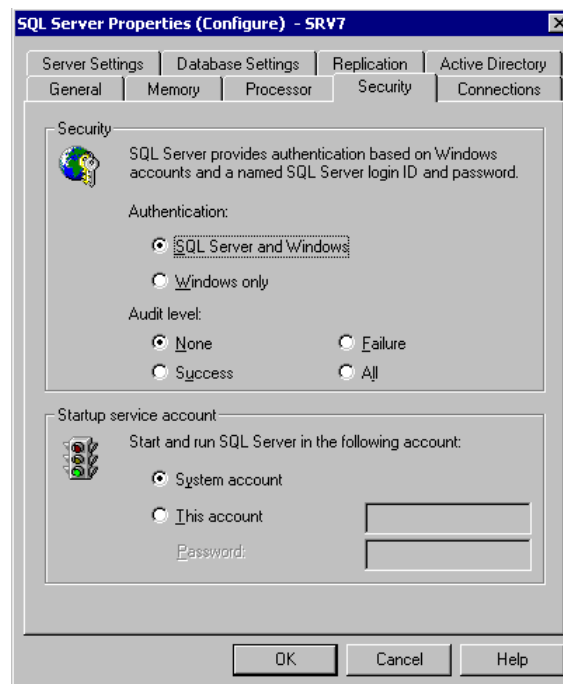 SQL Server Properties (Configure) - SRV7
Server Settings
Database Settings
Replication
Active Directory
General
Memory
Processor
Security
Connections
Security
SQL Server provides authentication based on Windows
accounts and a named SQL Server login ID and password.
Authentication:
SQL Server and Windows
Windows only
Audit level:
None
Failure
Success
All
Startup service account
Start and run SQL Server in the following account:
System account
This account
Password:
OK
Cancel
Help